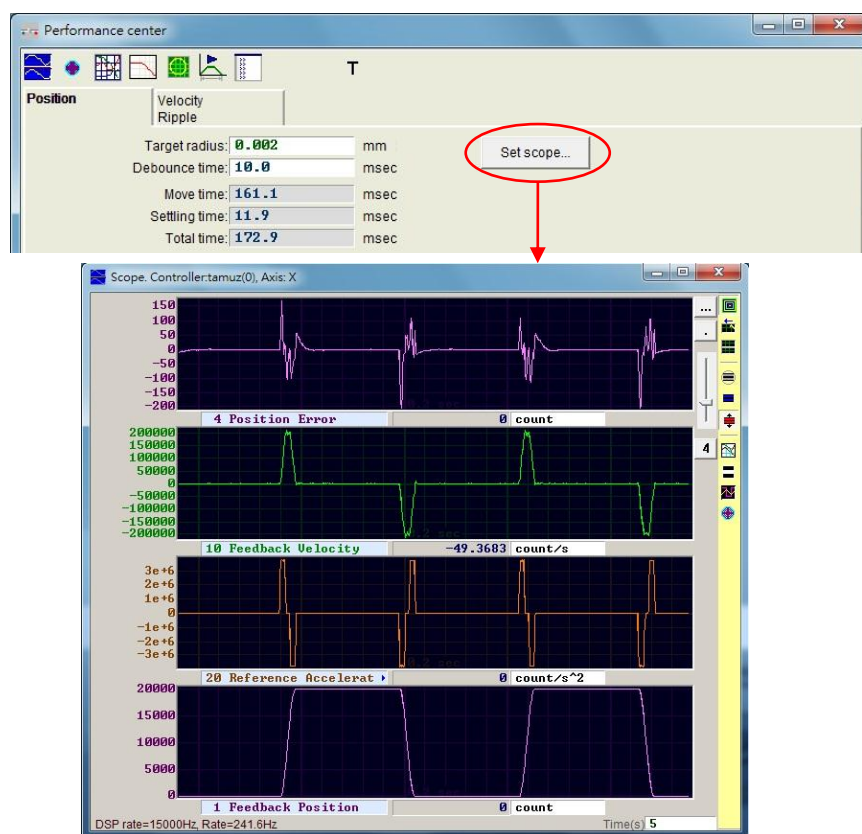 Performance center
T
Position
Velocity
Ripple
Target radius: 0.002 mm
Set scope...
Debounce time: 10.0 msec
Move time: 161.1 msec
Settling time: 11.9 msec
Total time: 172.9 msec
Scope. Controller:tamuz(0), Axis: X
150
100
50
0
-50
-100
-150
-200
...
.
4 Position Error 0 count
4
200000
150000
100000
50000
0
-50000
-100000
-150000
-200000
10 Feedback Velocity -49.3683 count/s
3e+6
2e+6
1e+6
0
-1e+6
-2e+6
-3e+6
0.2 sec
20 Reference Accelerat 0 count/s^2
20000
15000
10000
5000
0
1 Feedback Position 0 count
DSP rate=15000Hz, Rate=241.6Hz
Time(s) 5